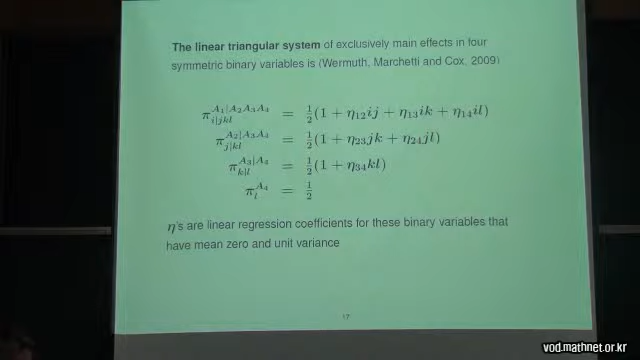 The linear triangular system of exclusively main effects in four
symmetric binary variables is (Wermuth, Marchetti and Cox, 2009)
π_{i|jkl}^{A_1|A_2A_3A_4} = ½(1 + η_{12}ij + η_{13}ik + η_{14}il)
π_{j|kl}^{A_2|A_3A_4} = ½(1 + η_{23}jk + η_{24}jl)
π_{k|l}^{A_3|A_4} = ½(1 + η_{34}kl)
π_l^{A_4} = ½
η's are linear regression coefficients for these binary variables that
have mean zero and unit variance
17
vod.mathnet.or.kr